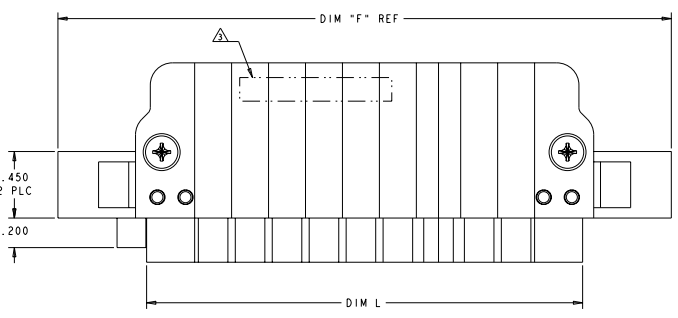 DIM "F" REF
3
.450
2 PLC
.200
DIM L